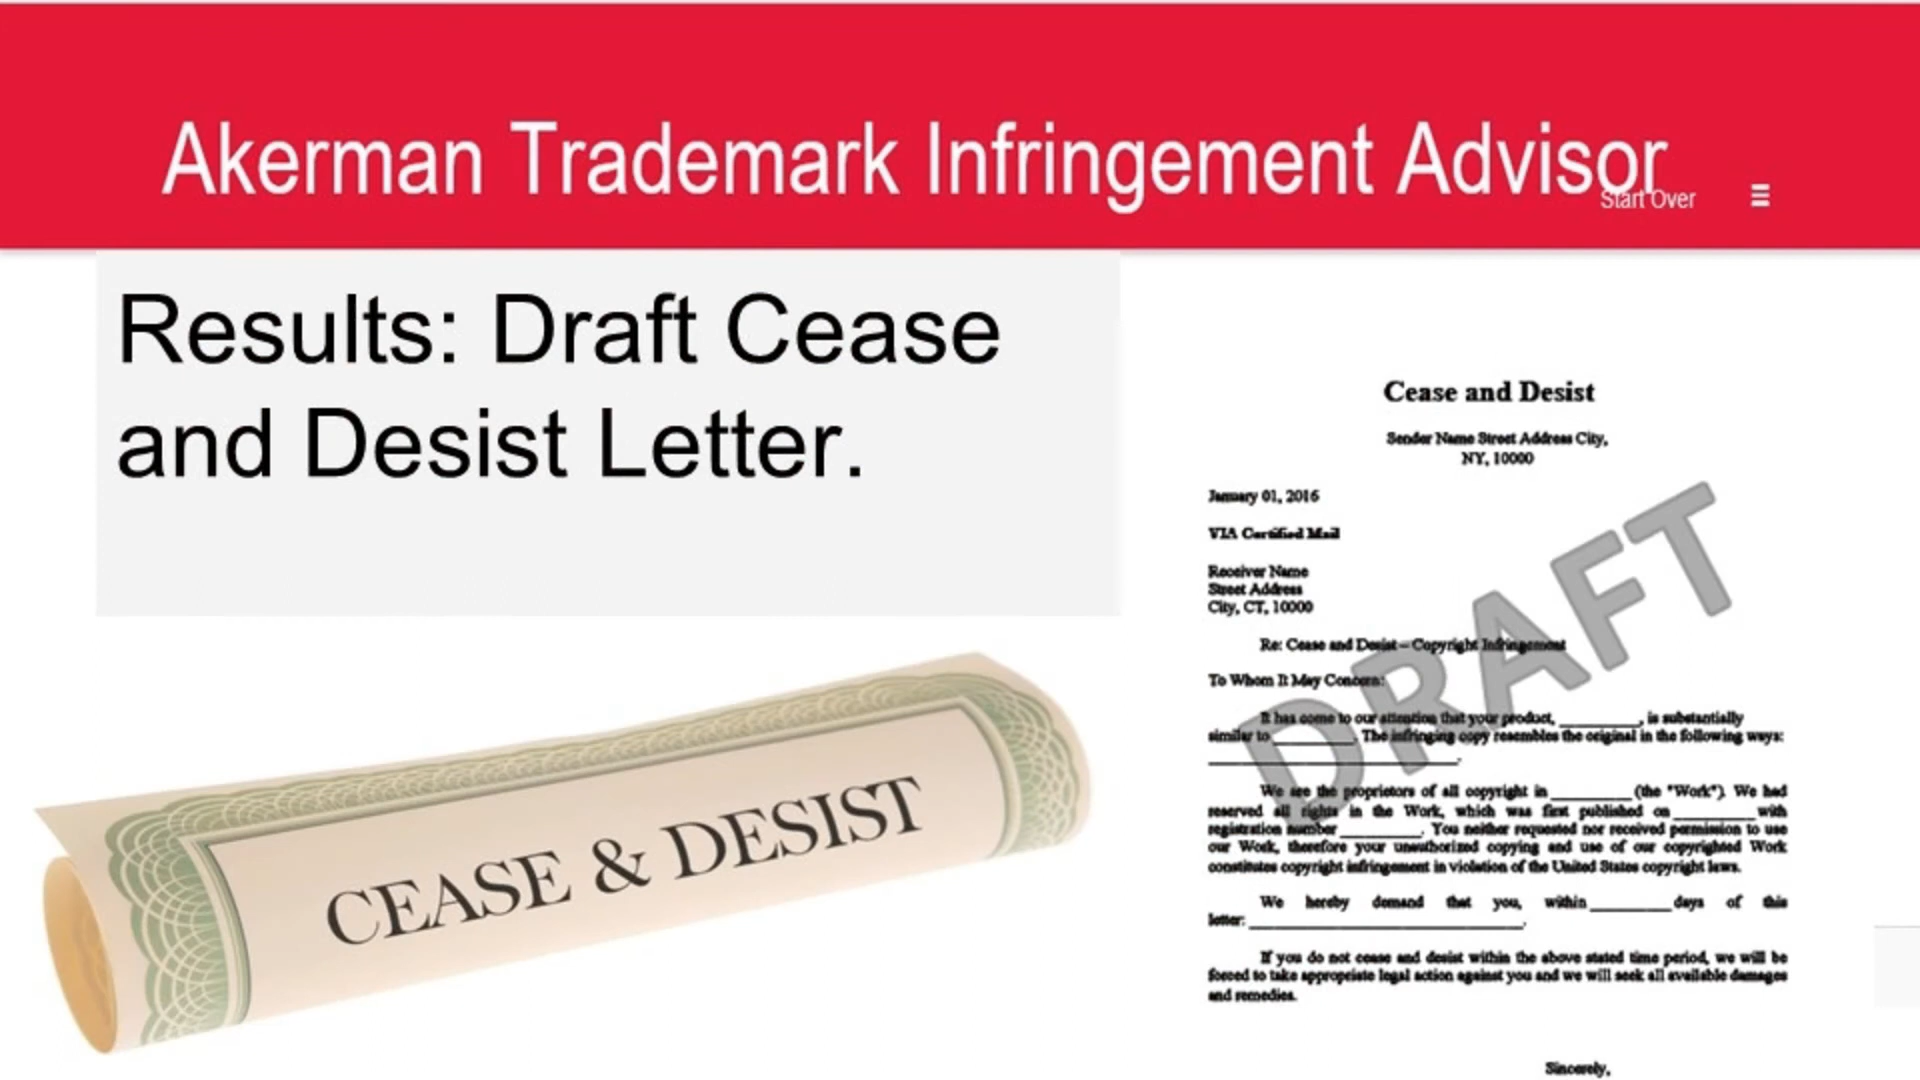 Akerman Trademark Infringement Advisor
Start Over
Results: Draft Cease
and Desist Letter.
CEASE & DESIST
Cease and Desist
Sender Name Street Address City,
NY, 10000
January 01, 2016
VIA Certified Mail
Receiver Name
Street Address
City, CT, 10000
Re: Cease and Desist – Copyright Infringement
To Whom It May Concern:
It has come to our attention that your product, __________, is substantially
similar to __________. The infringing copy resembles the original in the following ways:
______________________________.
We are the proprietors of all copyright in __________ (the "Work"). We had
reserved all rights in the Work, which was first published on __________ with
registration number __________. You neither requested nor received permission to use
our Work, therefore your unauthorized copying and use of our copyrighted Work
constitutes copyright infringement in violation of the United States copyright laws.
We hereby demand that you, within __________ days of this
letter: ______________________________.
If you do not cease and desist within the above stated time period, we will be
forced to take appropriate legal action against you and we will seek all available damages
and remedies.
Sincerely,
DRAFT